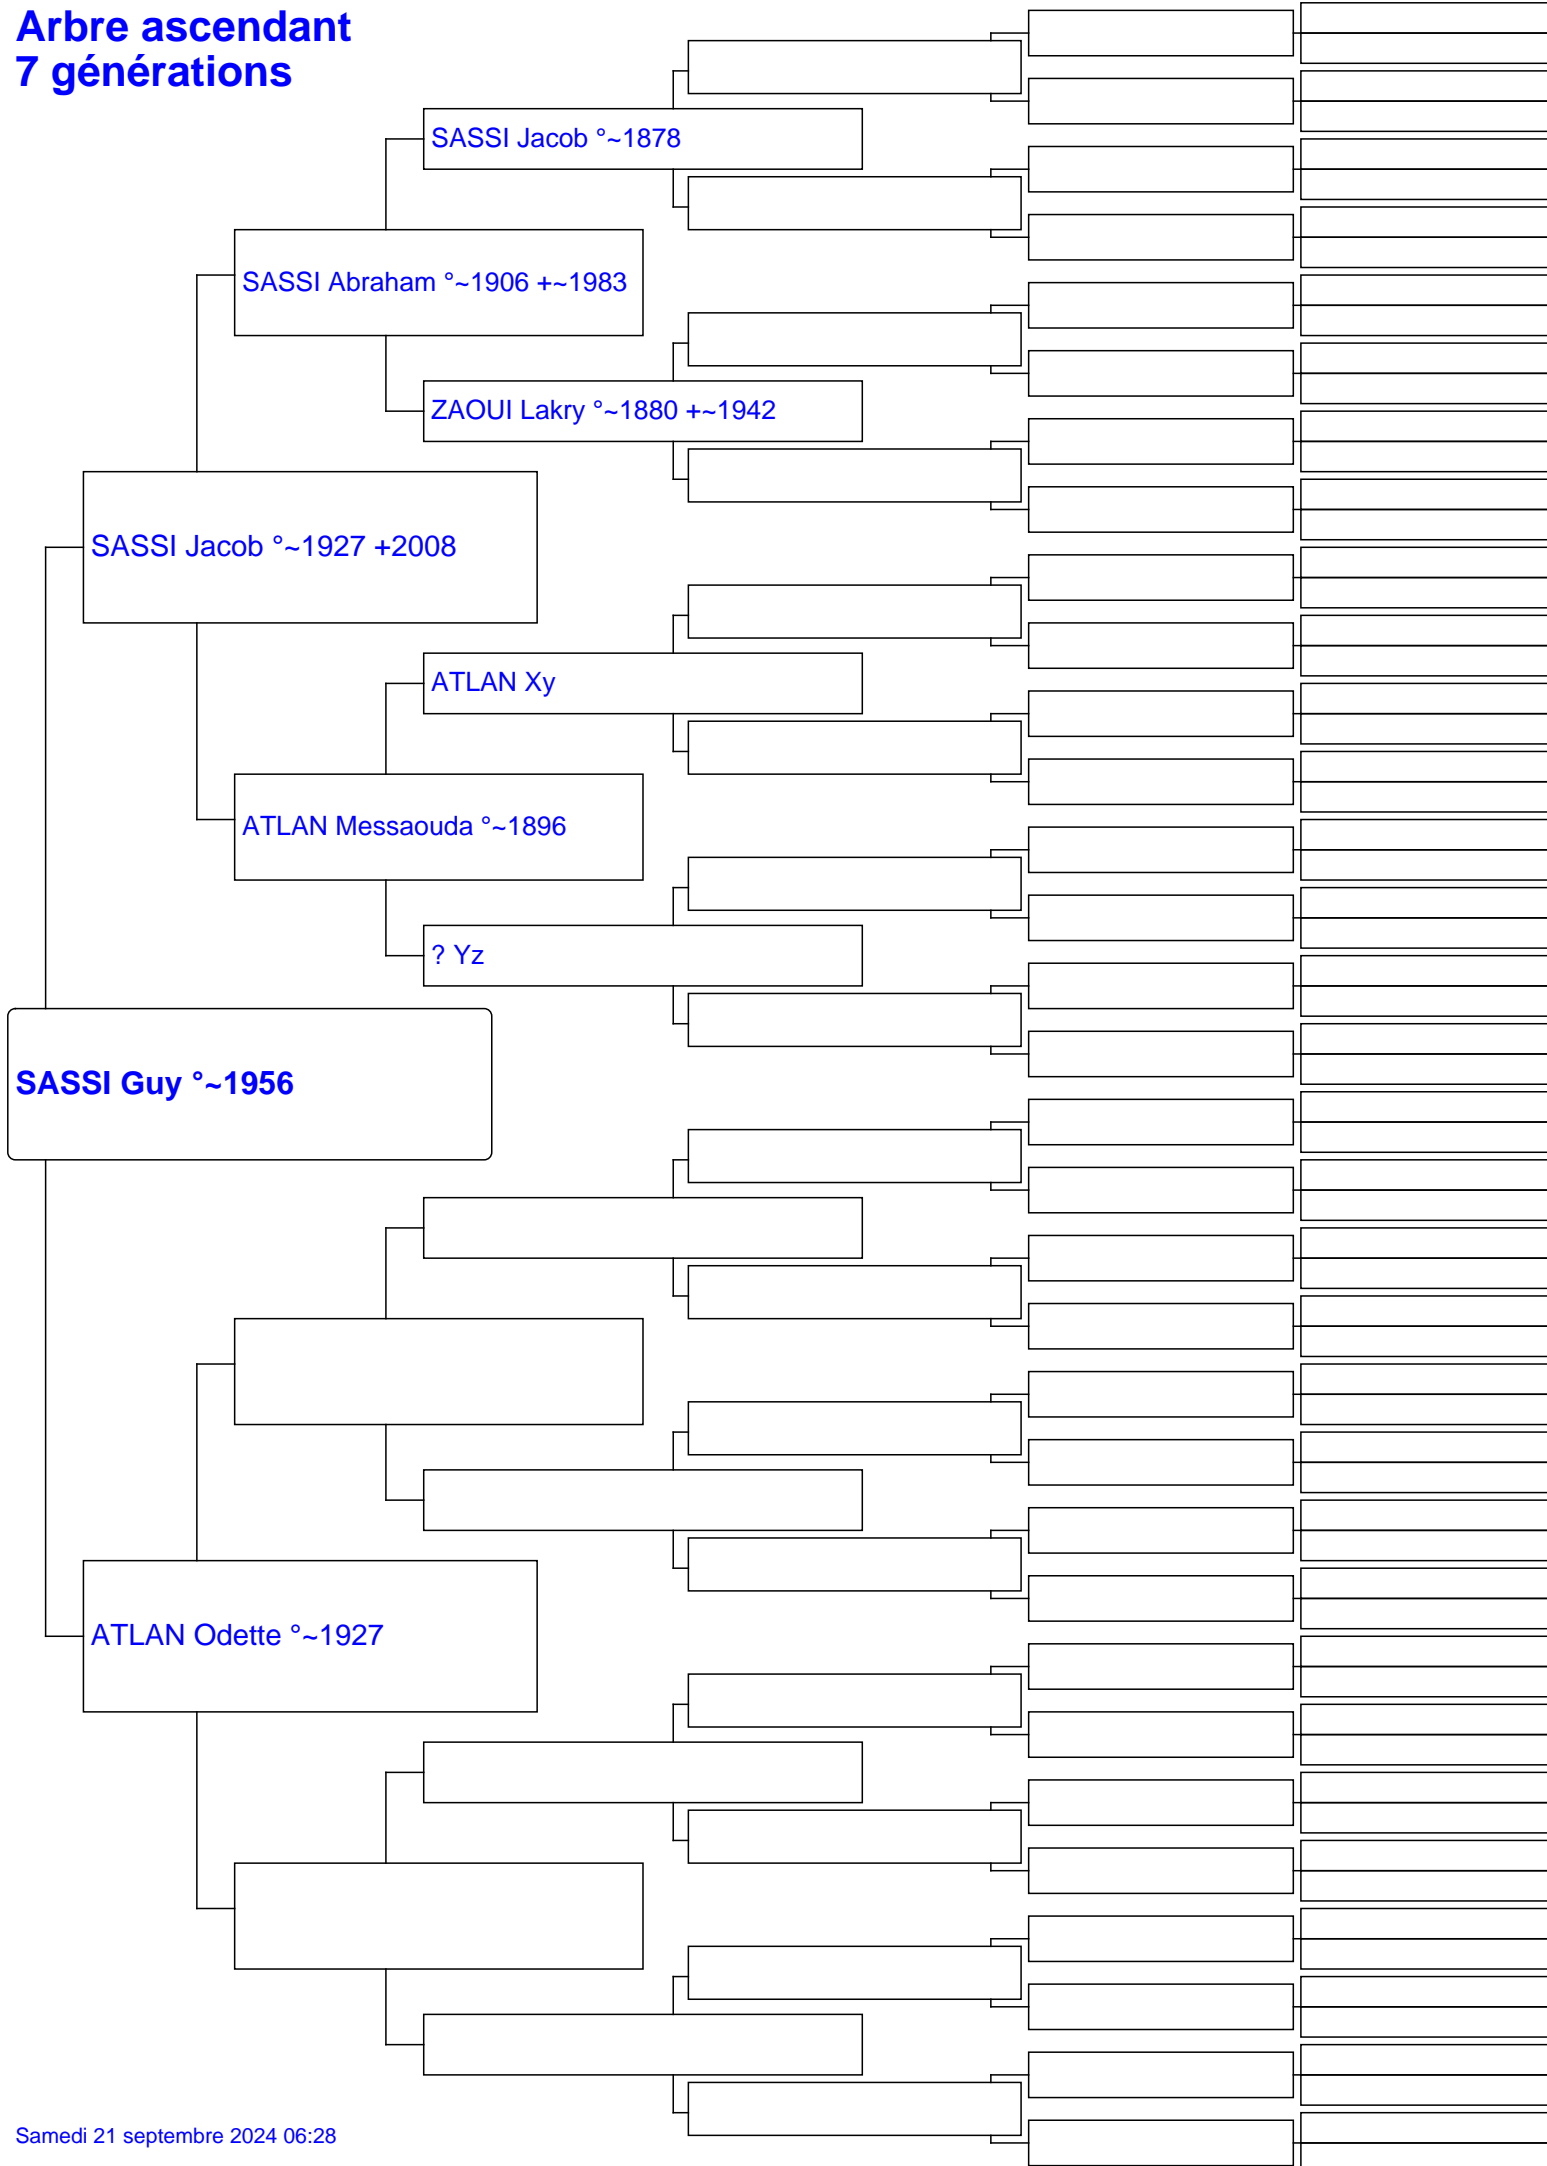 Arbre ascendant
7 générations
SASSI Jacob °~1878
SASSI Abraham °~1906 +~1983
ZAOUI Lakry °~1880 +~1942
SASSI Jacob °~1927 +2008
ATLAN Xy
ATLAN Messaouda °~1896
? Yz
SASSI Guy °~1956
ATLAN Odette °~1927
Samedi 21 septembre 2024 06:28